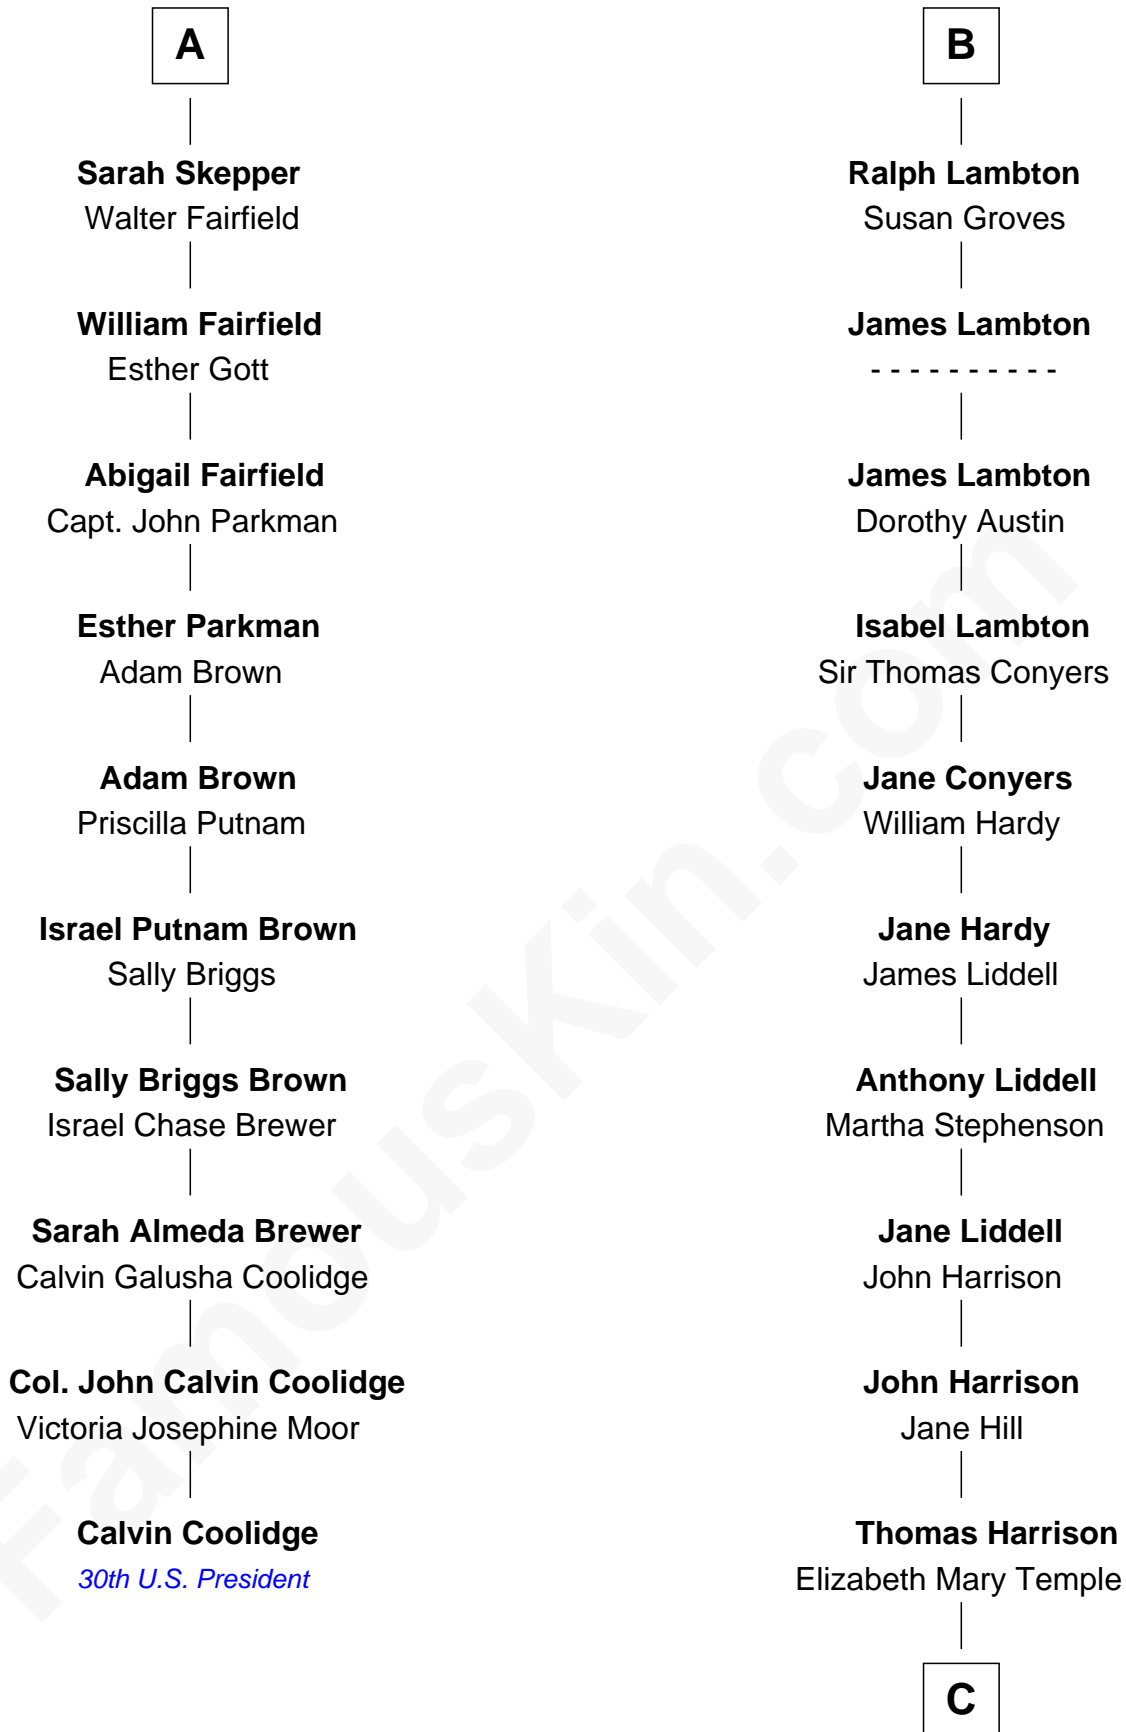 A
Sarah Skepper
Walter Fairfield
William Fairfield
Esther Gott
Abigail Fairfield
Capt. John Parkman
Esther Parkman
Adam Brown
Adam Brown
Priscilla Putnam
Israel Putnam Brown
Sally Briggs
Sally Briggs Brown
Israel Chase Brewer
Sarah Almeda Brewer
Calvin Galusha Coolidge
Col. John Calvin Coolidge
Victoria Josephine Moor
Calvin Coolidge
30th U.S. President
B
Ralph Lambton
Susan Groves
James Lambton
- - - - - - - - - -
James Lambton
Dorothy Austin
Isabel Lambton
Sir Thomas Conyers
Jane Conyers
William Hardy
Jane Hardy
James Liddell
Anthony Liddell
Martha Stephenson
Jane Liddell
John Harrison
John Harrison
Jane Hill
Thomas Harrison
Elizabeth Mary Temple
C
FamousKin.com